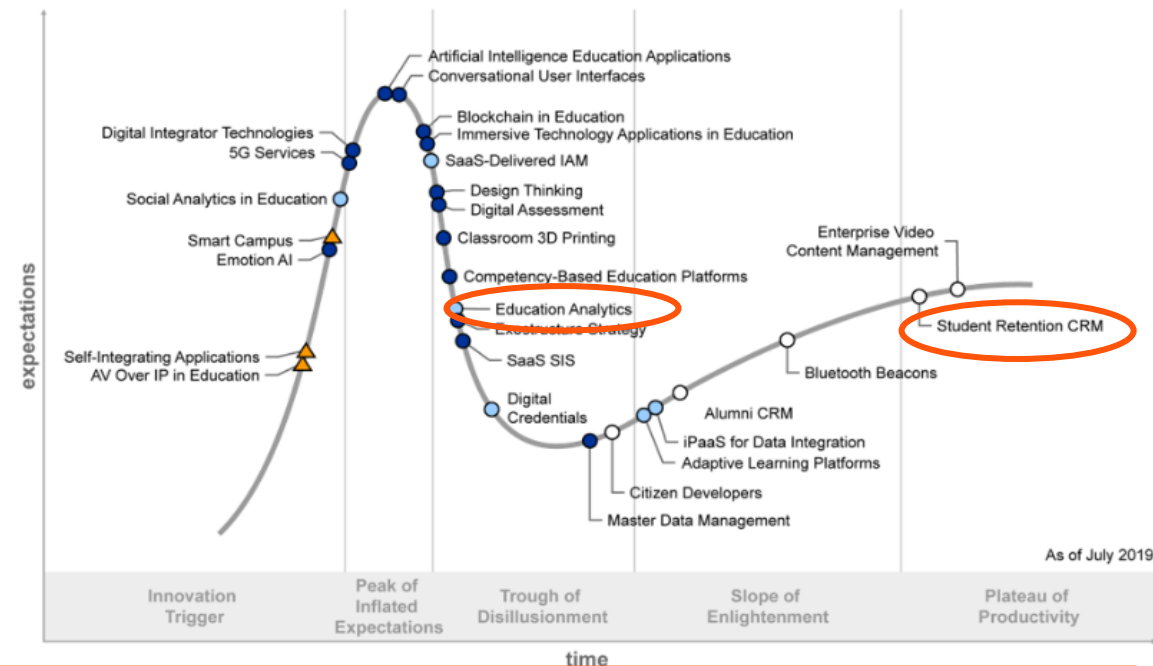 Artificial Intelligence Education Applications
Conversational User Interfaces
Blockchain in Education
Immersive Technology Applications in Education
Digital Integrator Technologies
5G Services
SaaS-Delivered IAM
Social Analytics in Education
Design Thinking
Digital Assessment
Smart Campus
Emotion AI
Classroom 3D Printing
Enterprise Video
Content Management
Competency-Based Education Platforms
Education Analytics
Exostructure Strategy
Student Retention CRM
Self-Integrating Applications
AV Over IP in Education
SaaS SIS
Bluetooth Beacons
Digital
Credentials
Alumni CRM
iPaaS for Data Integration
Adaptive Learning Platforms
Citizen Developers
Master Data Management
expectations
As of July 2019
Innovation
Trigger
Peak of
Inflated
Expectations
Trough of
Disillusionment
Slope of
Enlightenment
Plateau of
Productivity
time